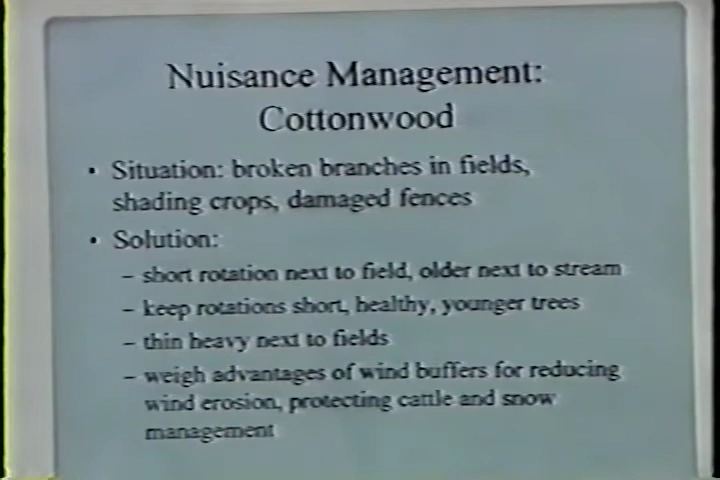 Nuisance Management:
Cottonwood
• Situation: broken branches in fields,
shading crops, damaged fences
• Solution:
– short rotation next to field, older next to stream
– keep rotations short, healthy, younger trees
– thin heavy next to fields
– weigh advantages of wind buffers for reducing
wind erosion, protecting cattle and snow
management